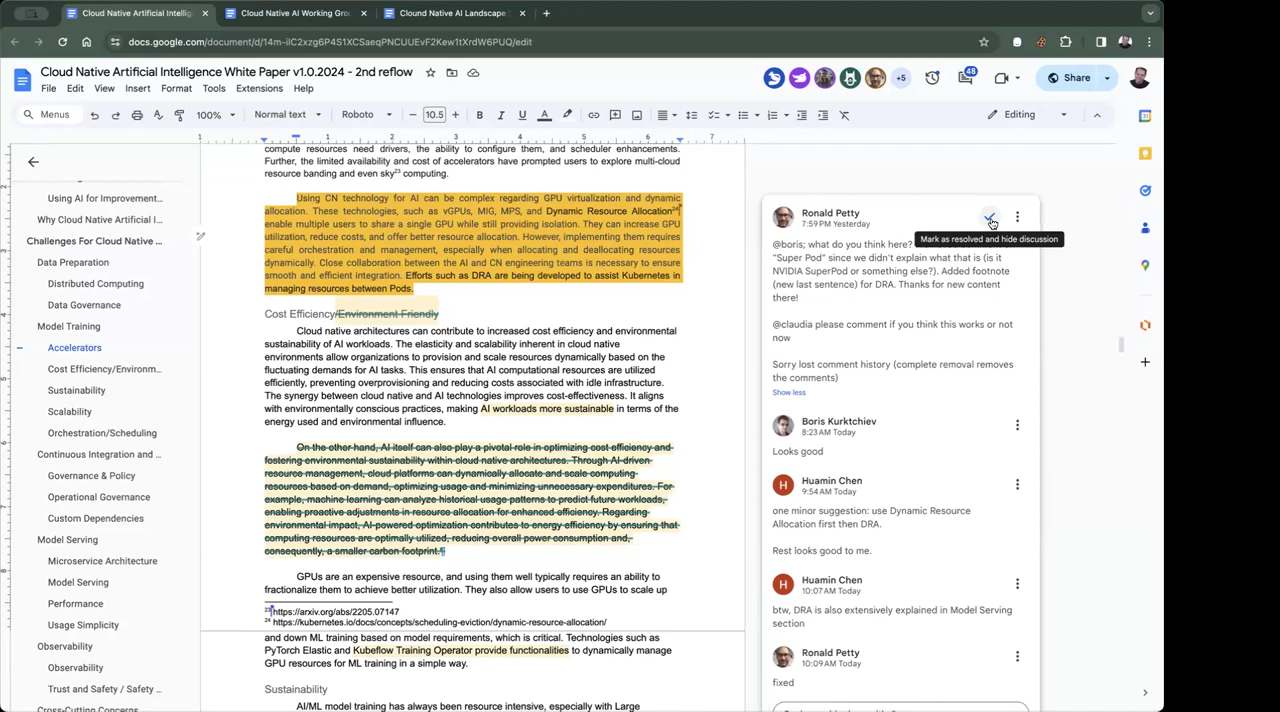 Cloud Native Artificial Intellig
Cloud Native AI Working Gro
Clound Native AI Landscape
docs.google.com/document/d/14m-ilC2xzg6P4S1XCSaeqPNCUUEvF2Kew1tXrdW6PUQ/edit
Cloud Native Artificial Intelligence White Paper v1.0.2024 - 2nd reflow
+5
48
Share
File Edit View Insert Format Tools Extensions Help
Menus 100% Normal text Roboto 10.5 B I U A Editing
1 1 2 3 4 5 6 7
Using AI for Improvement...
Why Cloud Native Artificial I...
Challenges For Cloud Native ...
Data Preparation
Distributed Computing
Data Governance
Model Training
Accelerators
Cost Efficiency/Environm...
Sustainability
Scalability
Orchestration/Scheduling
Continuous Integration and ...
Governance & Policy
Operational Governance
Custom Dependencies
Model Serving
Microservice Architecture
Model Serving
Performance
Usage Simplicity
Observability
Observability
Trust and Safety / Safety ...
Cross-Cutting Concerns
compute resources need drivers, the ability to configure them, and scheduler enhancements.
Further, the limited availability and cost of accelerators have prompted users to explore multi-cloud
resource banding and even sky23 computing.
Using CN technology for AI can be complex regarding GPU virtualization and dynamic
allocation. These technologies, such as vGPUs, MIG, MPS, and Dynamic Resource Allocation24
enable multiple users to share a single GPU while still providing isolation. They can increase GPU
utilization, reduce costs, and offer better resource allocation. However, implementing them requires
careful orchestration and management, especially when allocating and deallocating resources
dynamically. Close collaboration between the AI and CN engineering teams is necessary to ensure
smooth and efficient integration. Efforts such as DRA are being developed to assist Kubernetes in
managing resources between Pods.
Cost Efficiency/Environment Friendly
Cloud native architectures can contribute to increased cost efficiency and environmental
sustainability of AI workloads. The elasticity and scalability inherent in cloud native
environments allow organizations to provision and scale resources dynamically based on the
fluctuating demands for AI tasks. This ensures that AI computational resources are utilized
efficiently, preventing overprovisioning and reducing costs associated with idle infrastructure.
The synergy between cloud native and AI technologies improves cost-effectiveness. It aligns
with environmentally conscious practices, making AI workloads more sustainable in terms of the
energy used and environmental influence.
On the other hand, AI itself can also play a pivotal role in optimizing cost efficiency and
fostering environmental sustainability within cloud native architectures. Through AI-driven
resource management, cloud platforms can dynamically allocate and scale computing
resources based on demand, optimizing usage and minimizing unnecessary expenditures. For
example, machine learning can analyze historical usage patterns to predict future workloads,
enabling proactive adjustments in resource allocation for enhanced efficiency. Regarding
environmental impact, AI-powered optimization contributes to energy efficiency by ensuring that
computing resources are optimally utilized, reducing overall power consumption and,
consequently, a smaller carbon footprint.¶
GPUs are an expensive resource, and using them well typically requires an ability to
fractionalize them to achieve better utilization. They also allow users to use GPUs to scale up
23 https://arxiv.org/abs/2205.07147
24 https://kubernetes.io/docs/concepts/scheduling-eviction/dynamic-resource-allocation/
and down ML training based on model requirements, which is critical. Technologies such as
PyTorch Elastic and Kubeflow Training Operator provide functionalities to dynamically manage
GPU resources for ML training in a simple way.
Sustainability
AI/ML model training has always been resource intensive, especially with Large
Ronald Petty
7:59 PM Yesterday
Mark as resolved and hide discussion
@boris; what do you think here?
"Super Pod" since we didn't explain what that is (is it
NVIDIA SuperPod or something else?). Added footnote
(new last sentence) for DRA. Thanks for new content
there!
@claudia please comment if you think this works or not
now
Sorry lost comment history (complete removal removes
the comments)
Show less
Boris Kurktchiev
8:23 AM Today
Looks good
H
Huamin Chen
9:54 AM Today
one minor suggestion: use Dynamic Resource
Allocation first then DRA.
Rest looks good to me.
H
Huamin Chen
10:07 AM Today
btw, DRA is also extensively explained in Model Serving
section
Ronald Petty
10:09 AM Today
fixed